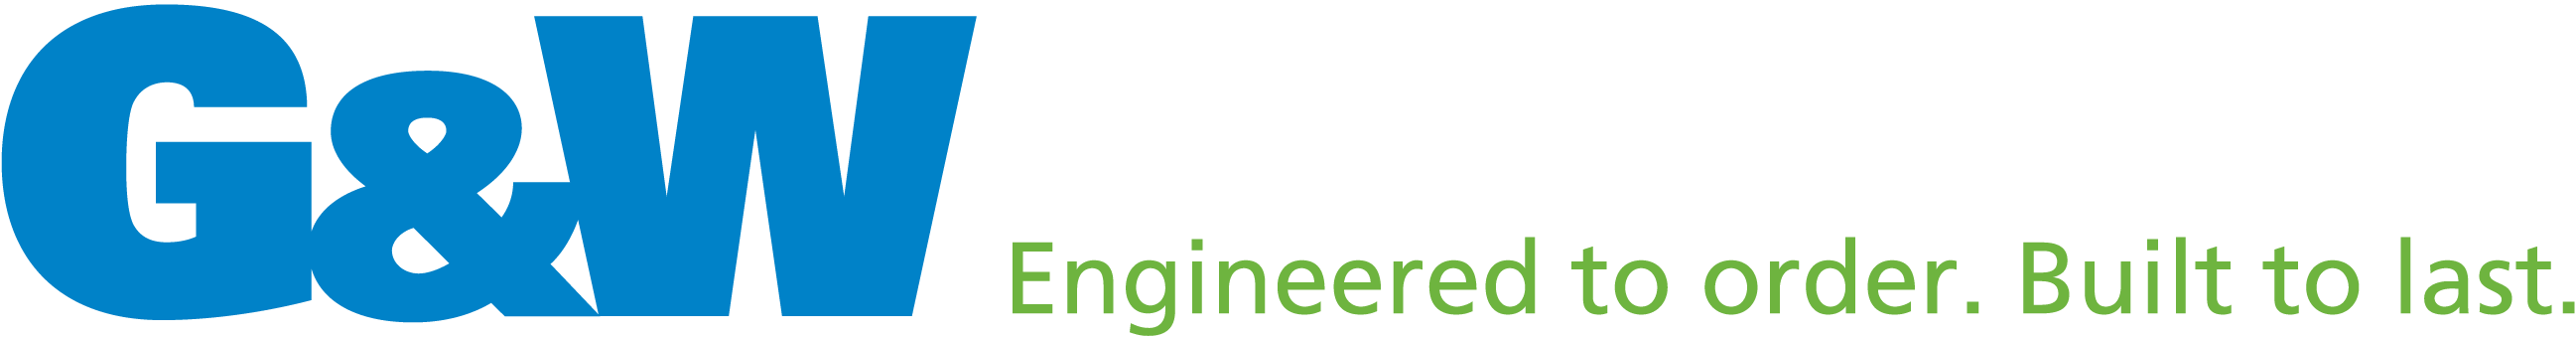 G&W Engineered to order. Built to last.